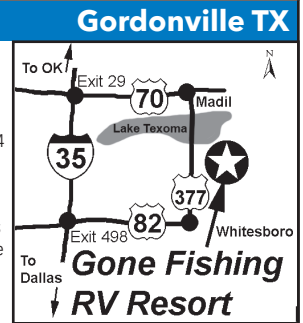 Gordonville TX
N
To OK
Exit 29
70
Madil
4
Lake Texoma
35
377
82
Whitesboro
Exit 498
e
To
Dallas
Gone Fishing
RV Resort